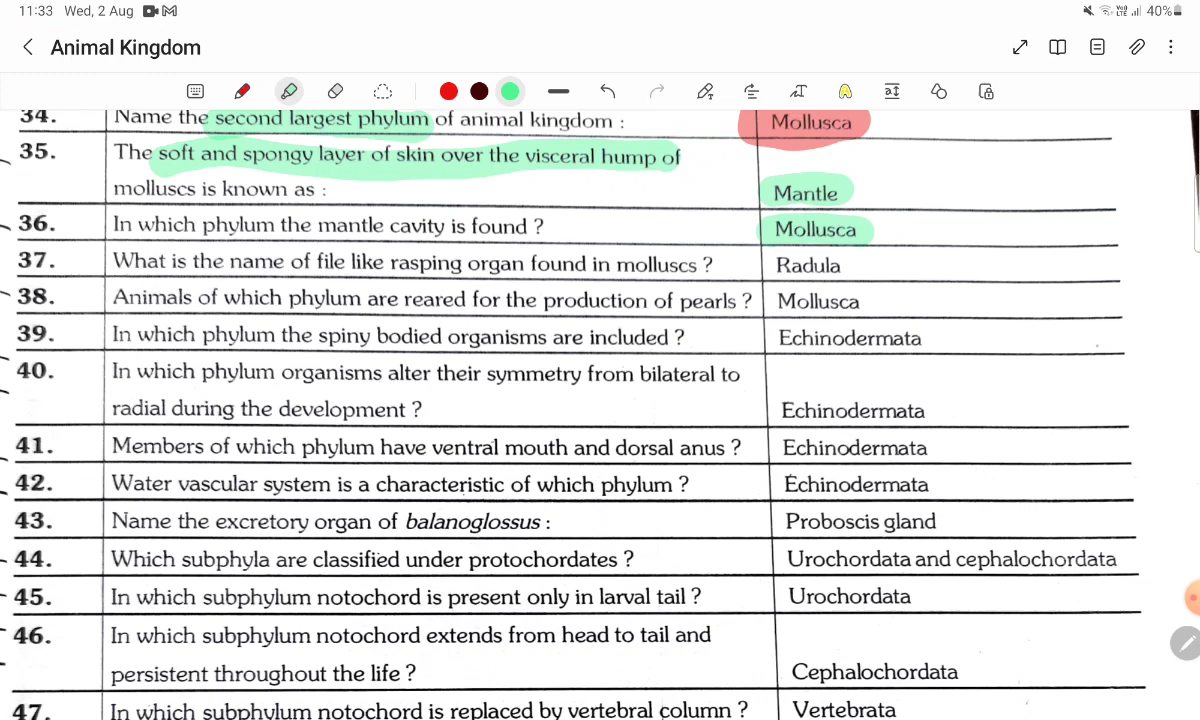 11:33 Wed, 2 Aug
40%
Animal Kingdom
34. Name the second largest phylum of animal kingdom : Mollusca
35. The soft and spongy layer of skin over the visceral hump of
molluscs is known as : Mantle
36. In which phylum the mantle cavity is found ? Mollusca
37. What is the name of file like rasping organ found in molluscs ? Radula
38. Animals of which phylum are reared for the production of pearls ? Mollusca
39. In which phylum the spiny bodied organisms are included ? Echinodermata
40. In which phylum organisms alter their symmetry from bilateral to
radial during the development ? Echinodermata
41. Members of which phylum have ventral mouth and dorsal anus ? Echinodermata
42. Water vascular system is a characteristic of which phylum ? Echinodermata
43. Name the excretory organ of balanoglossus : Proboscis gland
44. Which subphyla are classified under protochordates ? Urochordata and cephalochordata
45. In which subphylum notochord is present only in larval tail ? Urochordata
46. In which subphylum notochord extends from head to tail and
persistent throughout the life ? Cephalochordata
47. In which subphylum notochord is replaced by vertebral column ? Vertebrata